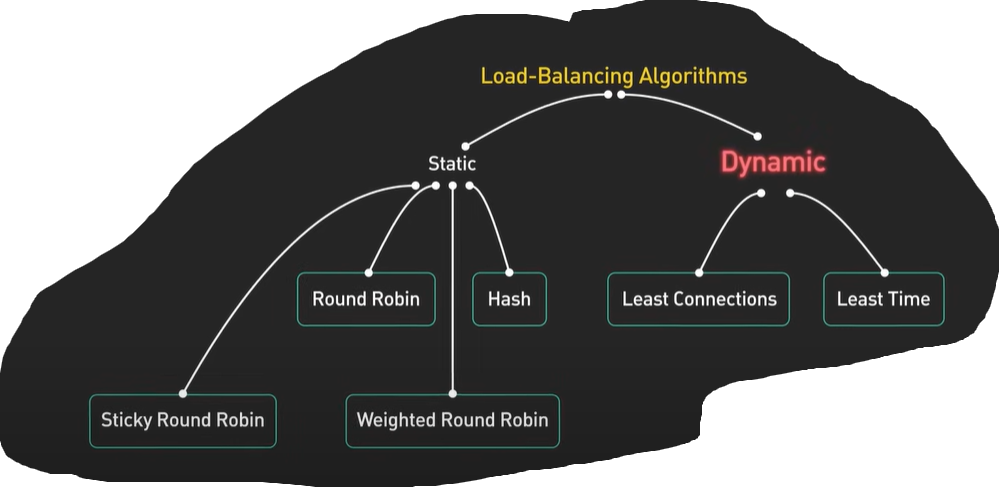 Load-Balancing Algorithms
Static
Dynamic
Round Robin
Hash
Least Connections
Least Time
Sticky Round Robin
Weighted Round Robin